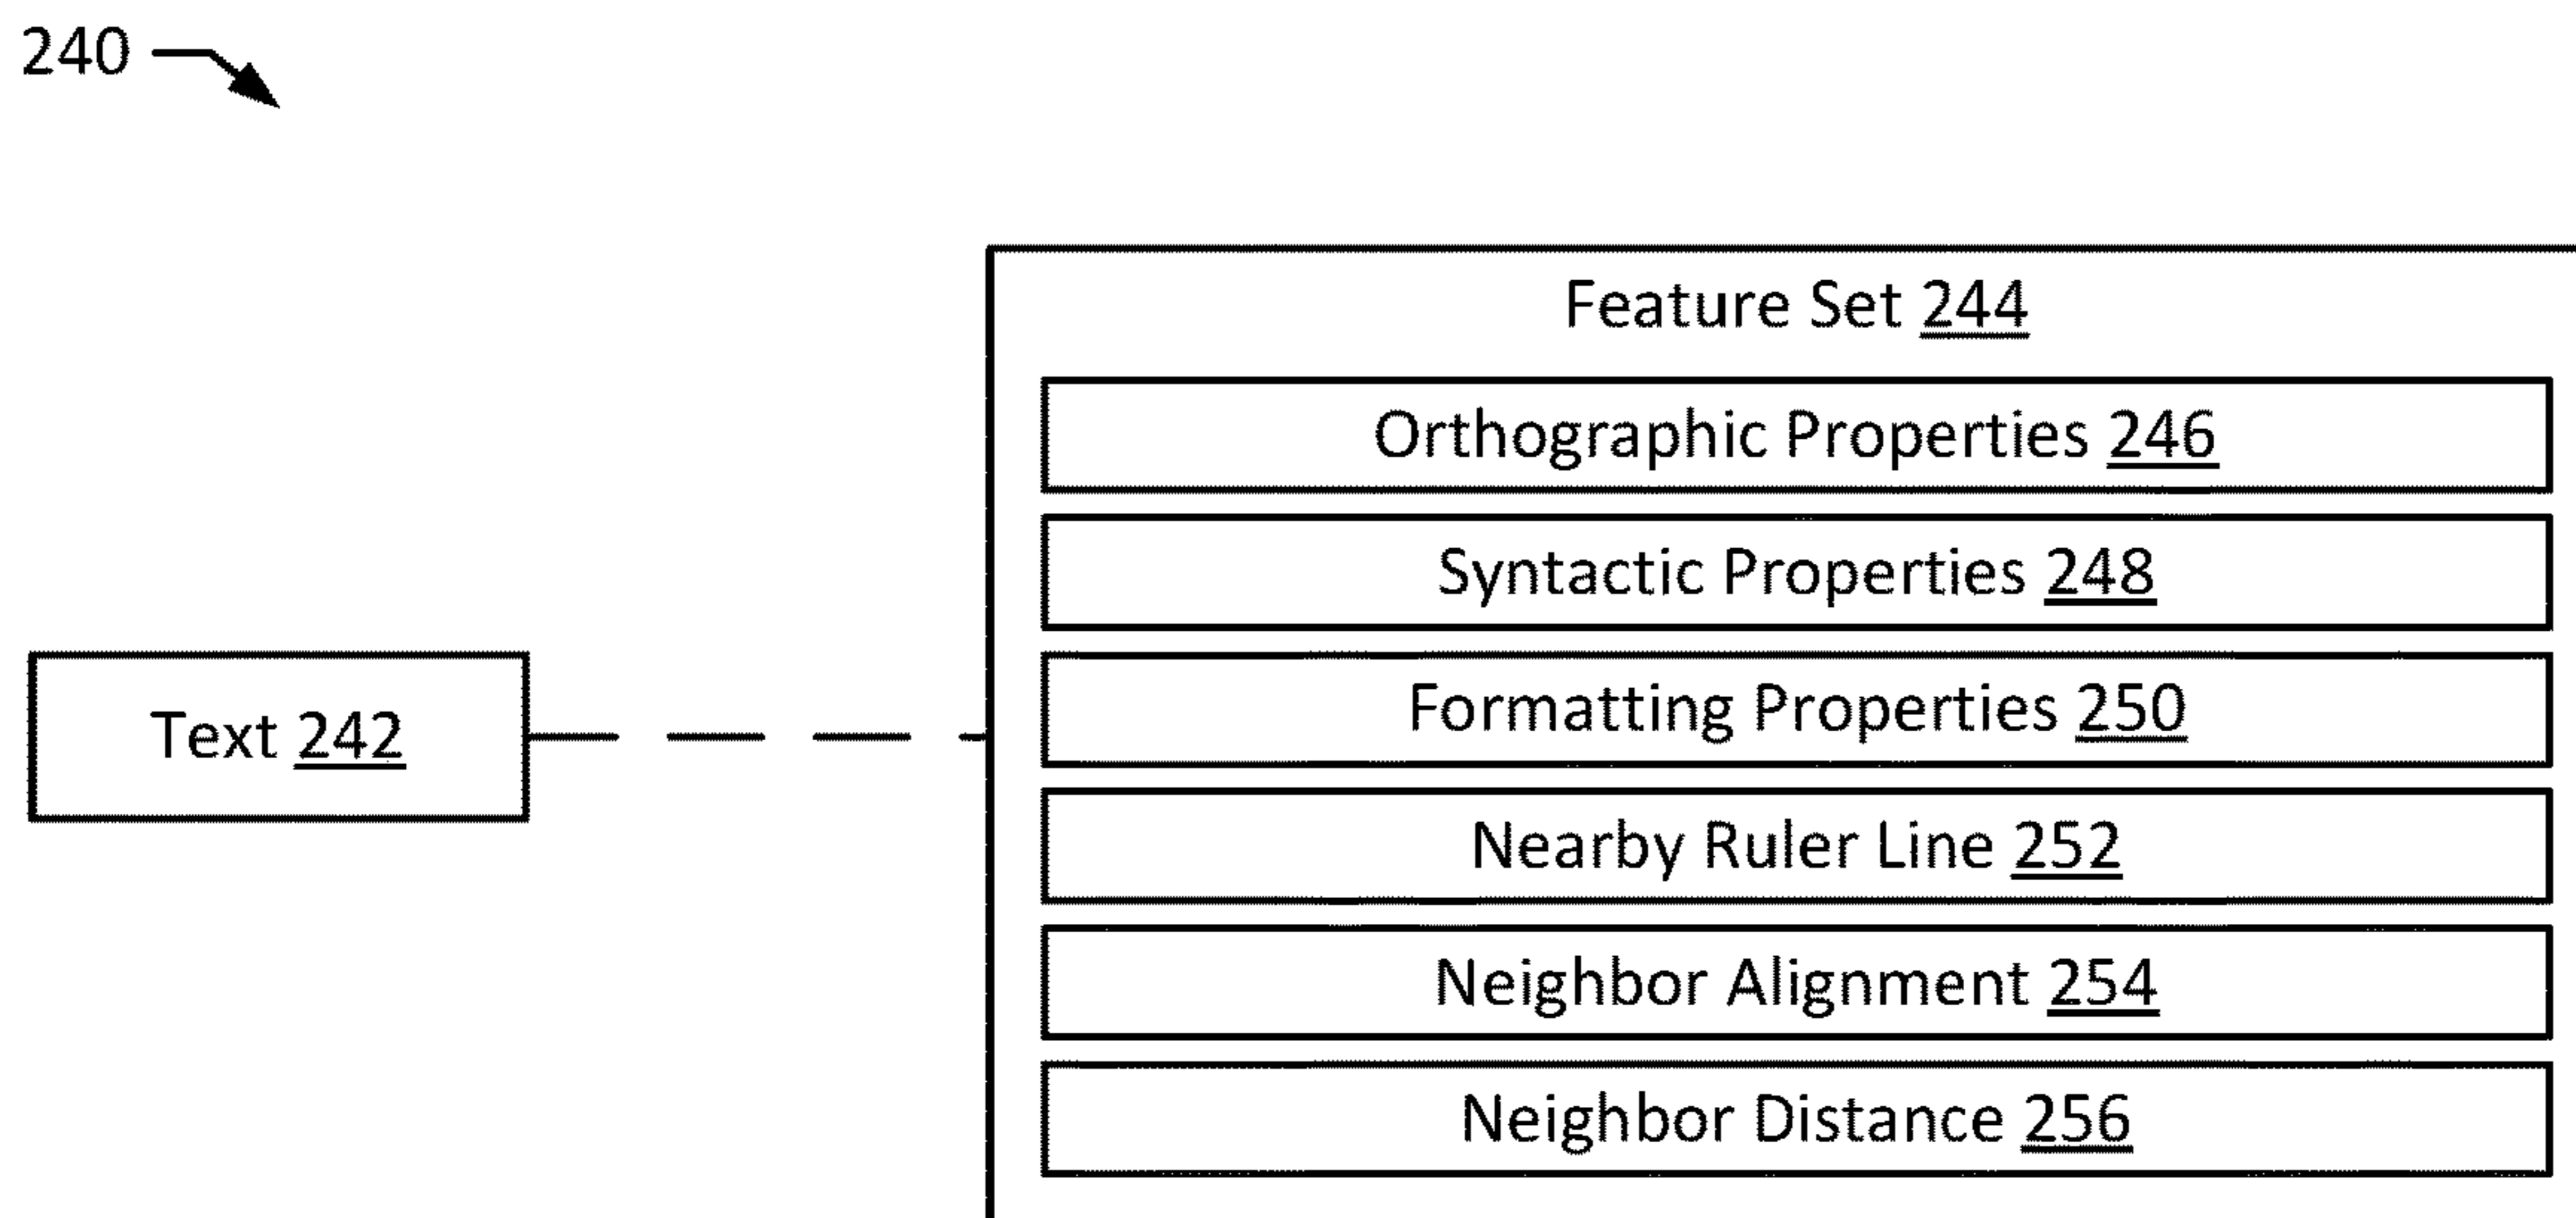 240
Feature Set 244
Orthographic Properties 246
Syntactic Properties 248
Formatting Properties 250
Text 242
Nearby Ruler Line 252
Neighbor Alignment 254
Neighbor Distance 256